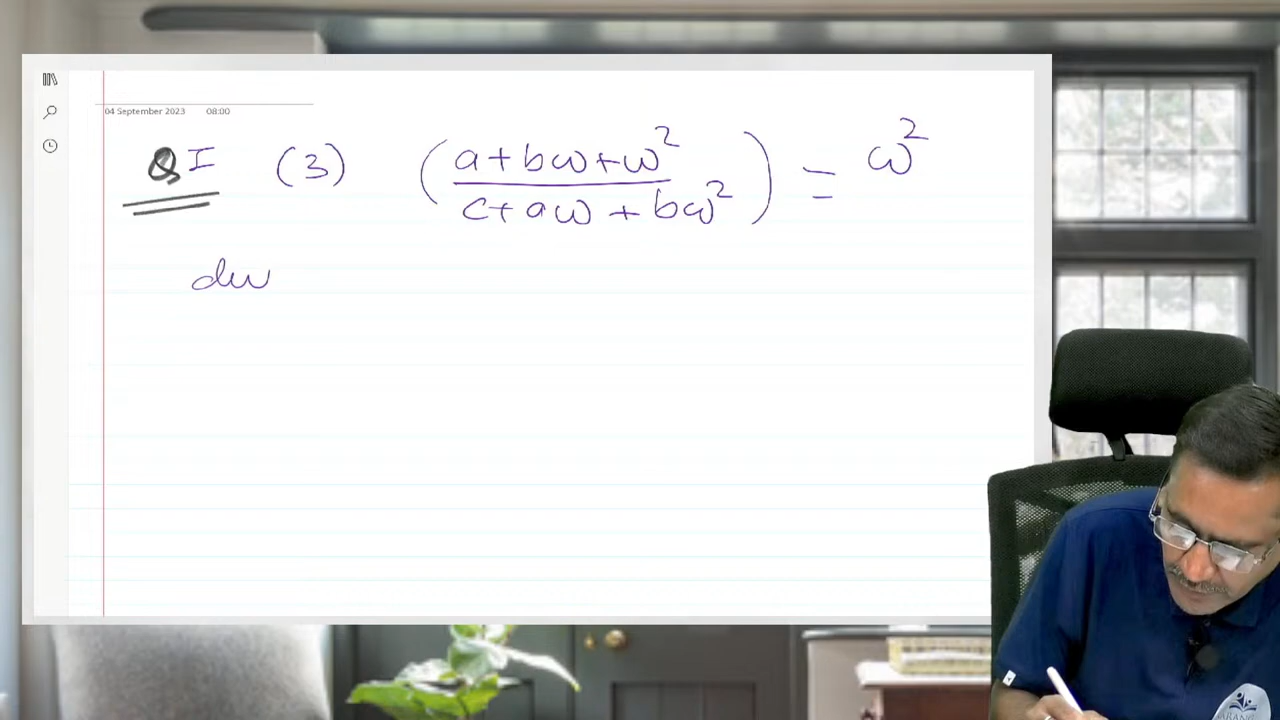 04 September 2023 08:00
Q I (3) (a+bω+ω²/c+aω+bω²) = ω²
dw